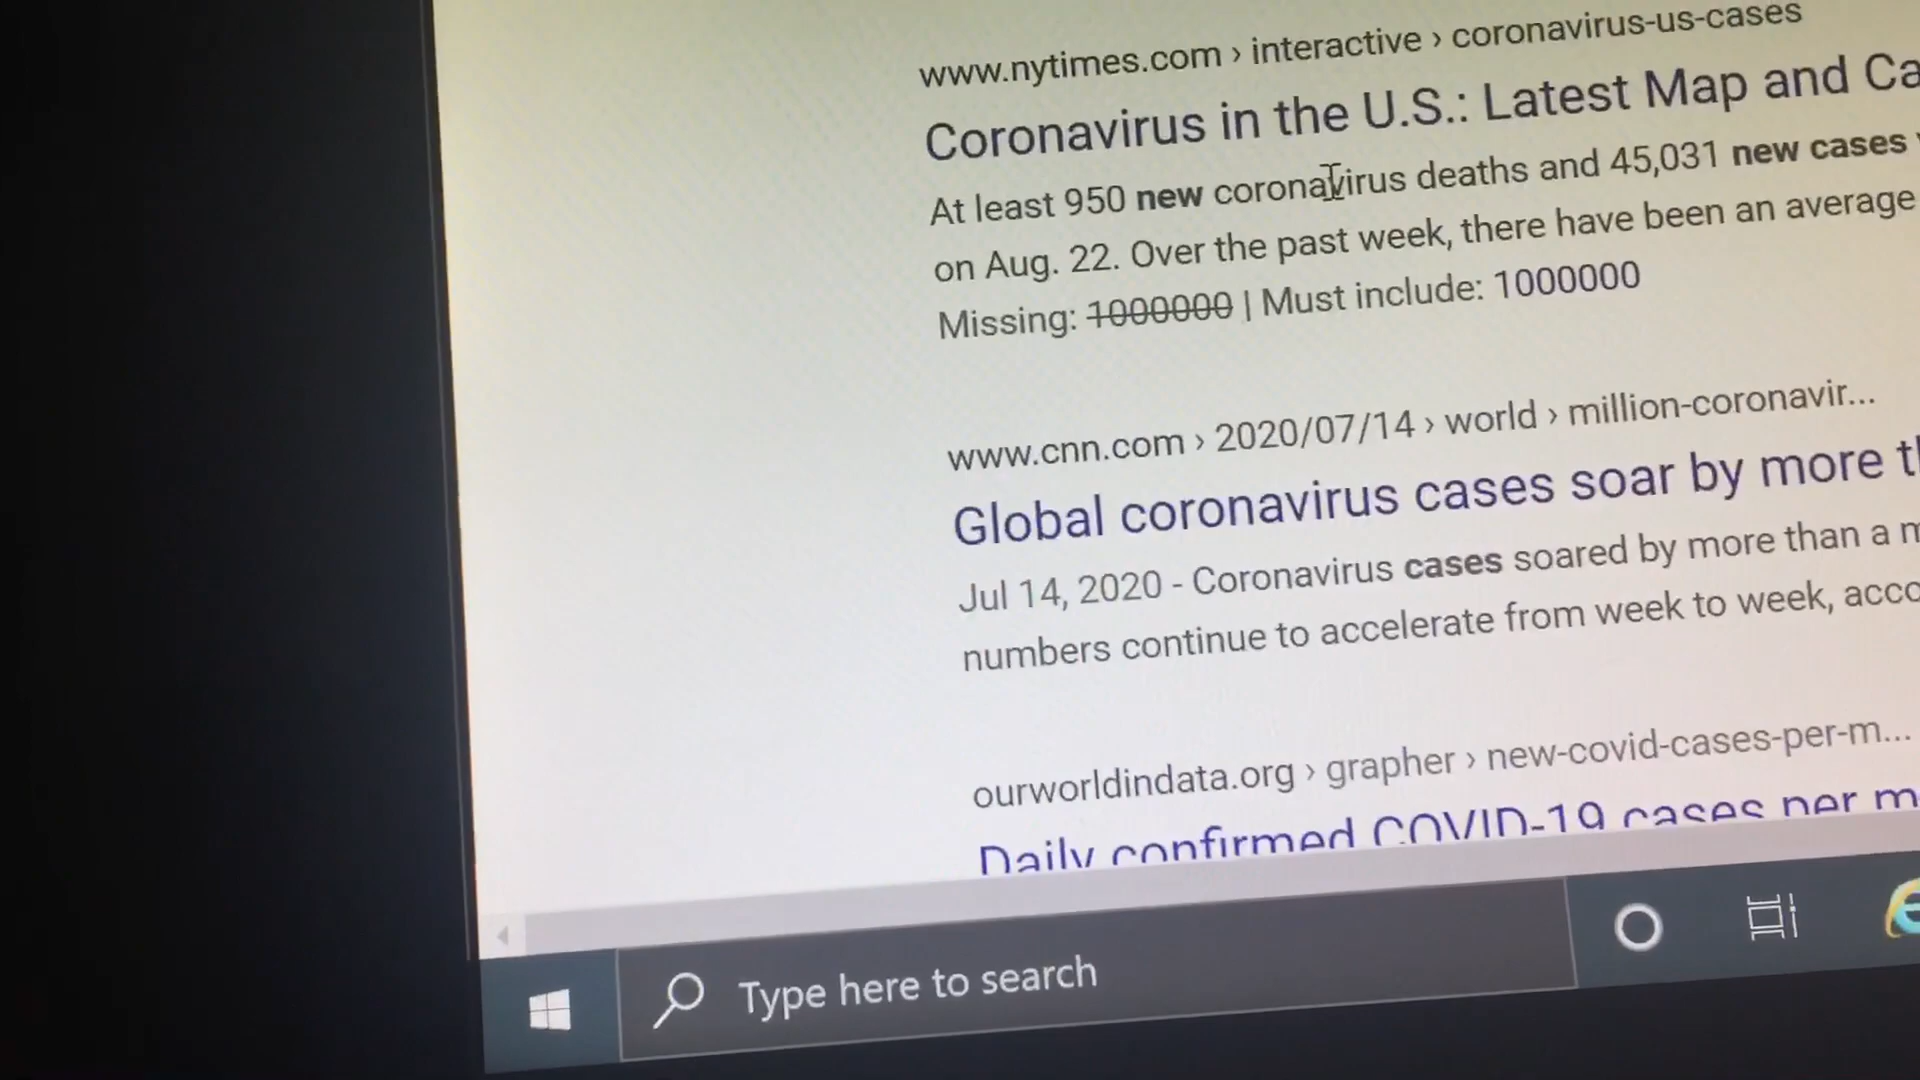 www.nytimes.com › interactive › coronavirus-us-cases
Coronavirus in the U.S.: Latest Map and Ca
At least 950 new coronavirus deaths and 45,031 new cases
on Aug. 22. Over the past week, there have been an average
Missing: 1000000 | Must include: 1000000
www.cnn.com › 2020/07/14 › world › million-coronavir...
Global coronavirus cases soar by more th
Jul 14, 2020 - Coronavirus cases soared by more than a m
numbers continue to accelerate from week to week, acco
ourworldindata.org › grapher › new-covid-cases-per-m...
Daily confirmed COVID-19 cases per m
Type here to search